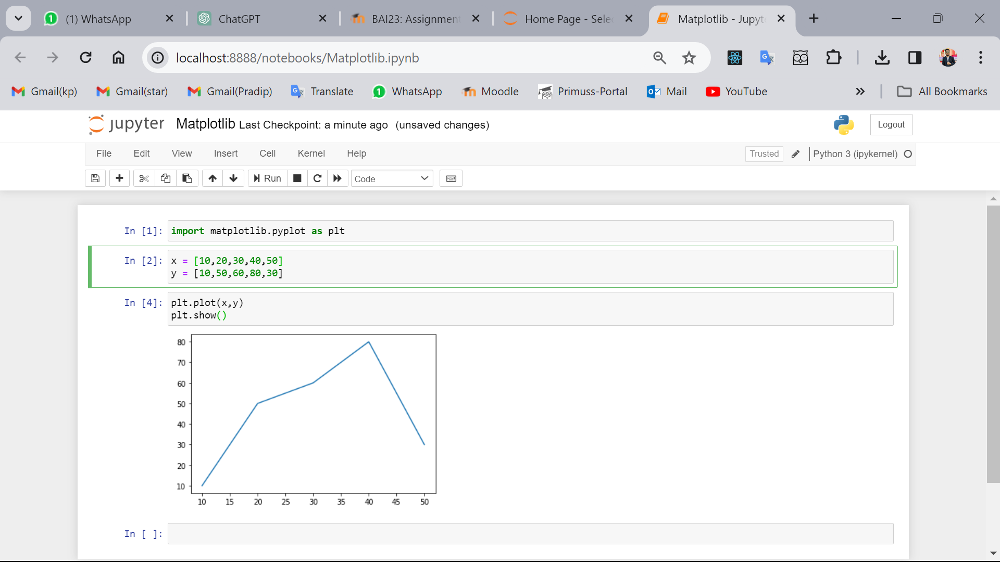 (1) WhatsApp
ChatGPT
BAI23: Assignment
Home Page - Selec
Matplotlib - Jupyte
localhost:8888/notebooks/Matplotlib.ipynb
Gmail(kp) Gmail(star) Gmail(Pradip) Translate WhatsApp Moodle Primuss-Portal Mail YouTube » All Bookmarks
jupyter Matplotlib Last Checkpoint: a minute ago (unsaved changes)
Logout
File Edit View Insert Cell Kernel Help
Trusted Python 3 (ipykernel)
Run Code
In [1]: import matplotlib.pyplot as plt
In [2]: x = [10,20,30,40,50]
y = [10,50,60,80,30]
In [4]: plt.plot(x,y)
plt.show()
80
70
60
50
40
30
20
10
10 15 20 25 30 35 40 45 50
In [ ]: